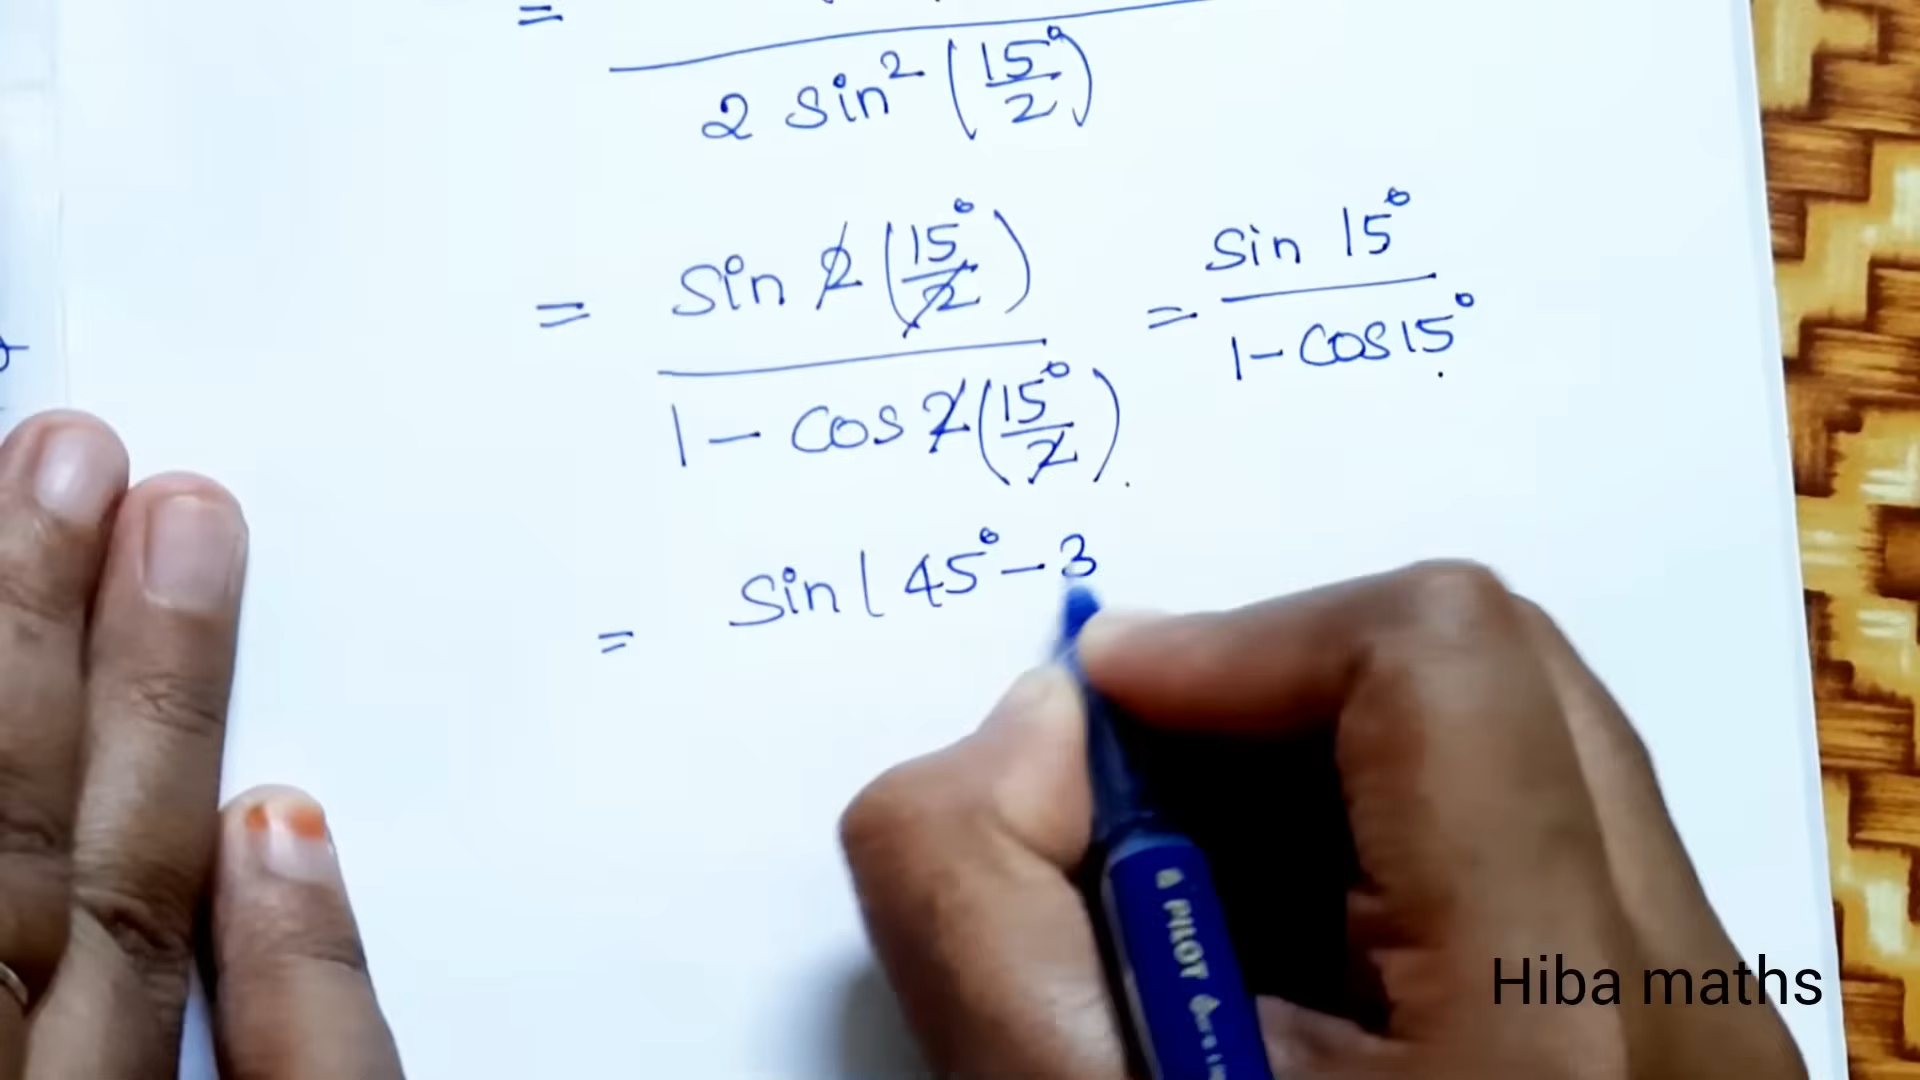 =
2 sin² (15°/2)
= sin 2 (15°/2) / 1 - cos 2 (15°/2) = sin 15° / 1 - cos 15°
= sin ( 45° - 3
PILOT
Hiba maths